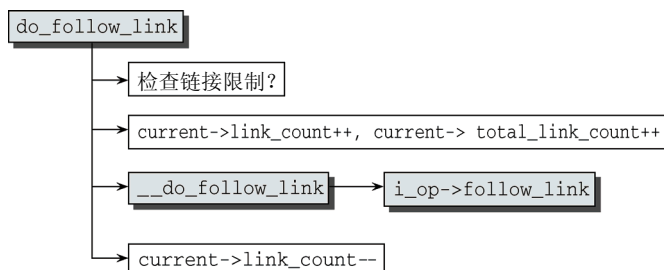 do_follow_link
检查链接限制？
current->link_count++, current-> total_link_count++
__do_follow_link
i_op->follow_link
current->link_count--